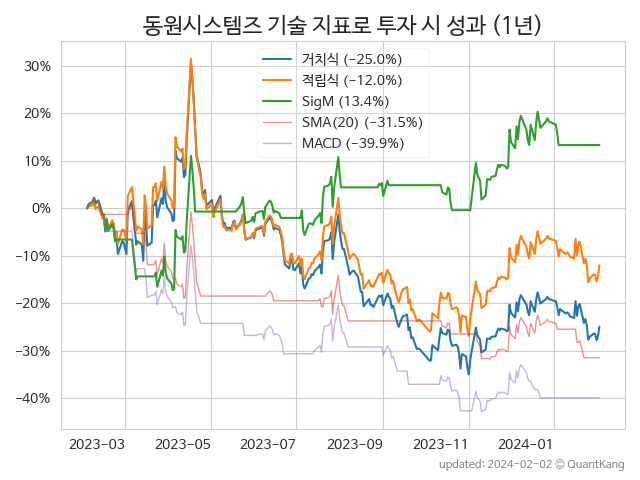 동원시스템즈 기술 지표로 투자 시 성과 (1년)
거치식 (−25.0%)
적립식 (−12.0%)
SigM (13.4%)
SMA(20) (−31.5%)
MACD (−39.9%)
30%
20%
10%
0%
−10%
−20%
−30%
−40%
2023−03 2023−05 2023−07 2023−09 2023−11 2024−01
updated: 2024−02−02 © QuantKang